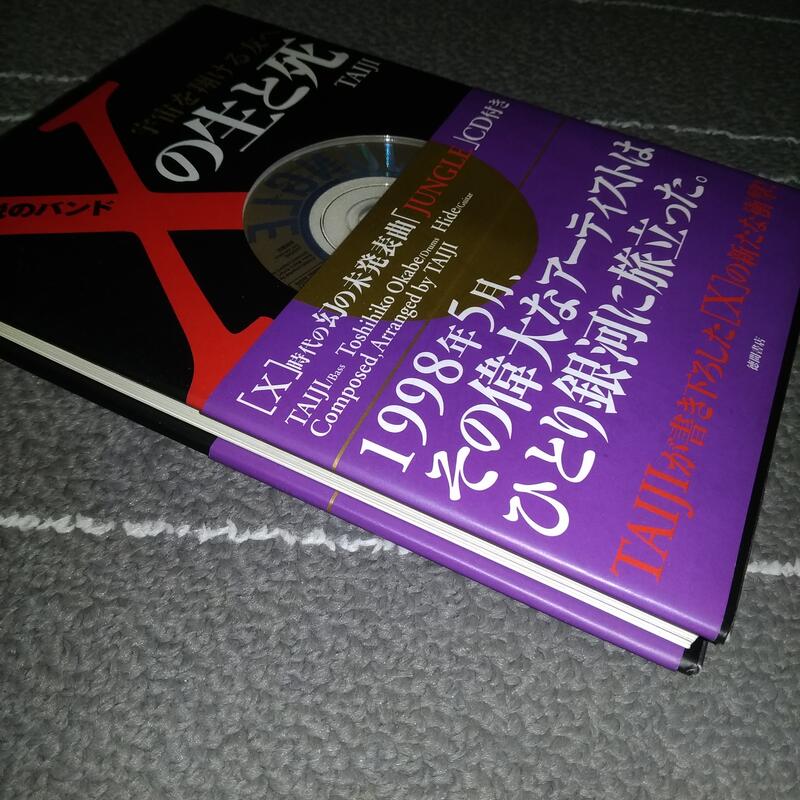 宇宙を翔ける友へ
のバンド
X
の生と死
TAIJI
[X]時代の幻の未発表曲「JUNGLE」CD付き
TAIJI/Bass Toshihiko Okabe/Drums Hide/Guitar
Composed, Arranged by TAIJI
1998年5月、
その偉大なアーティストは
ひとり銀河に旅立った。
TAIJIが書き下ろした[X]の新たな衝撃!
徳間書店
JUNGLE